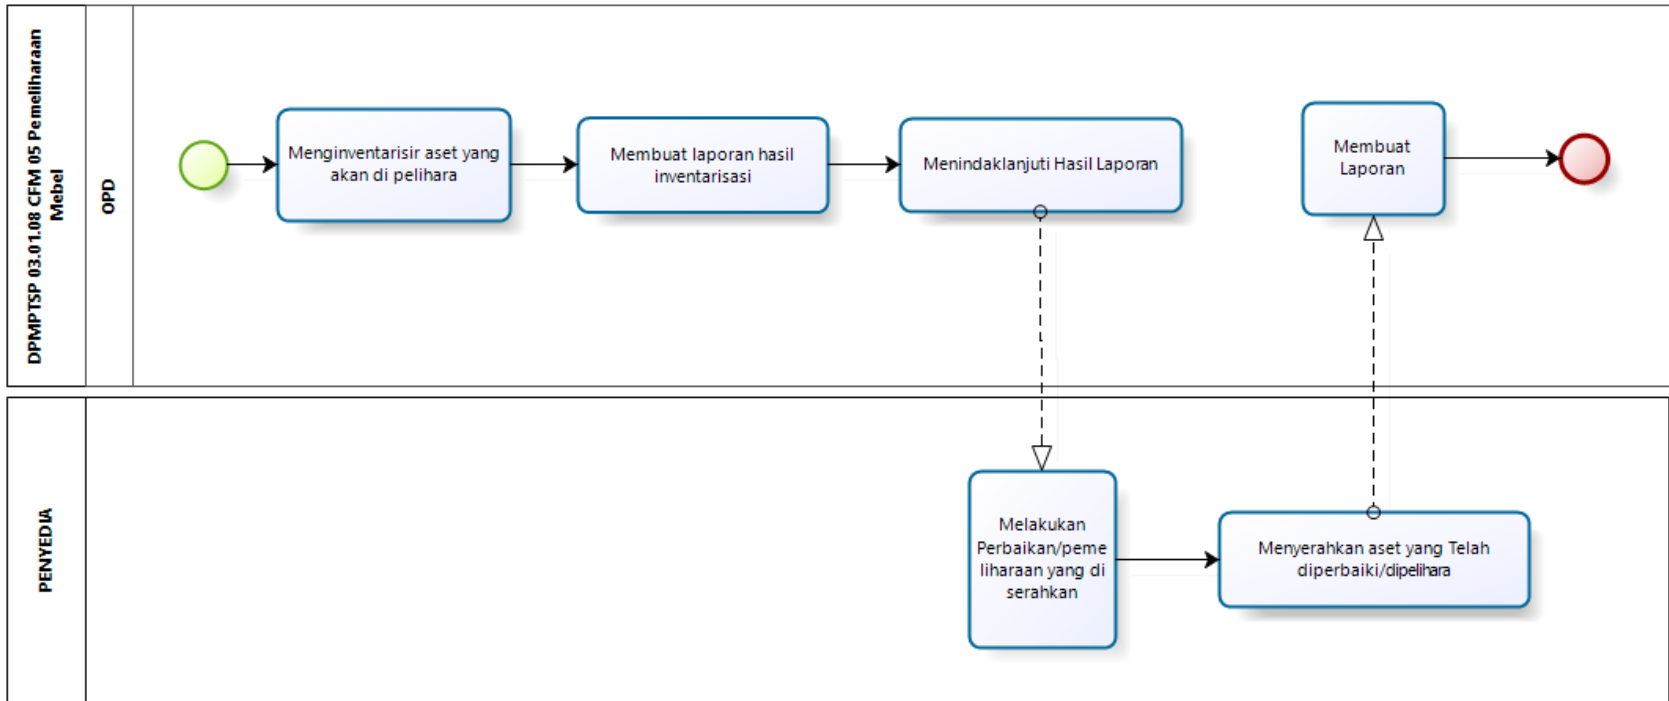 DPMPTSP 03.01.08 CFM 05 Pemeliharaan
Mebel
OPD
Menginventarisir aset yang
akan di pelihara
Membuat laporan hasil
inventarisasi
Menindaklanjuti Hasil Laporan
Membuat
Laporan
PENYEDIA
Melakukan
Perbaikan/peme
liharaan yang di
serahkan
Menyerahkan aset yang Telah
diperbaiki/dipelihara